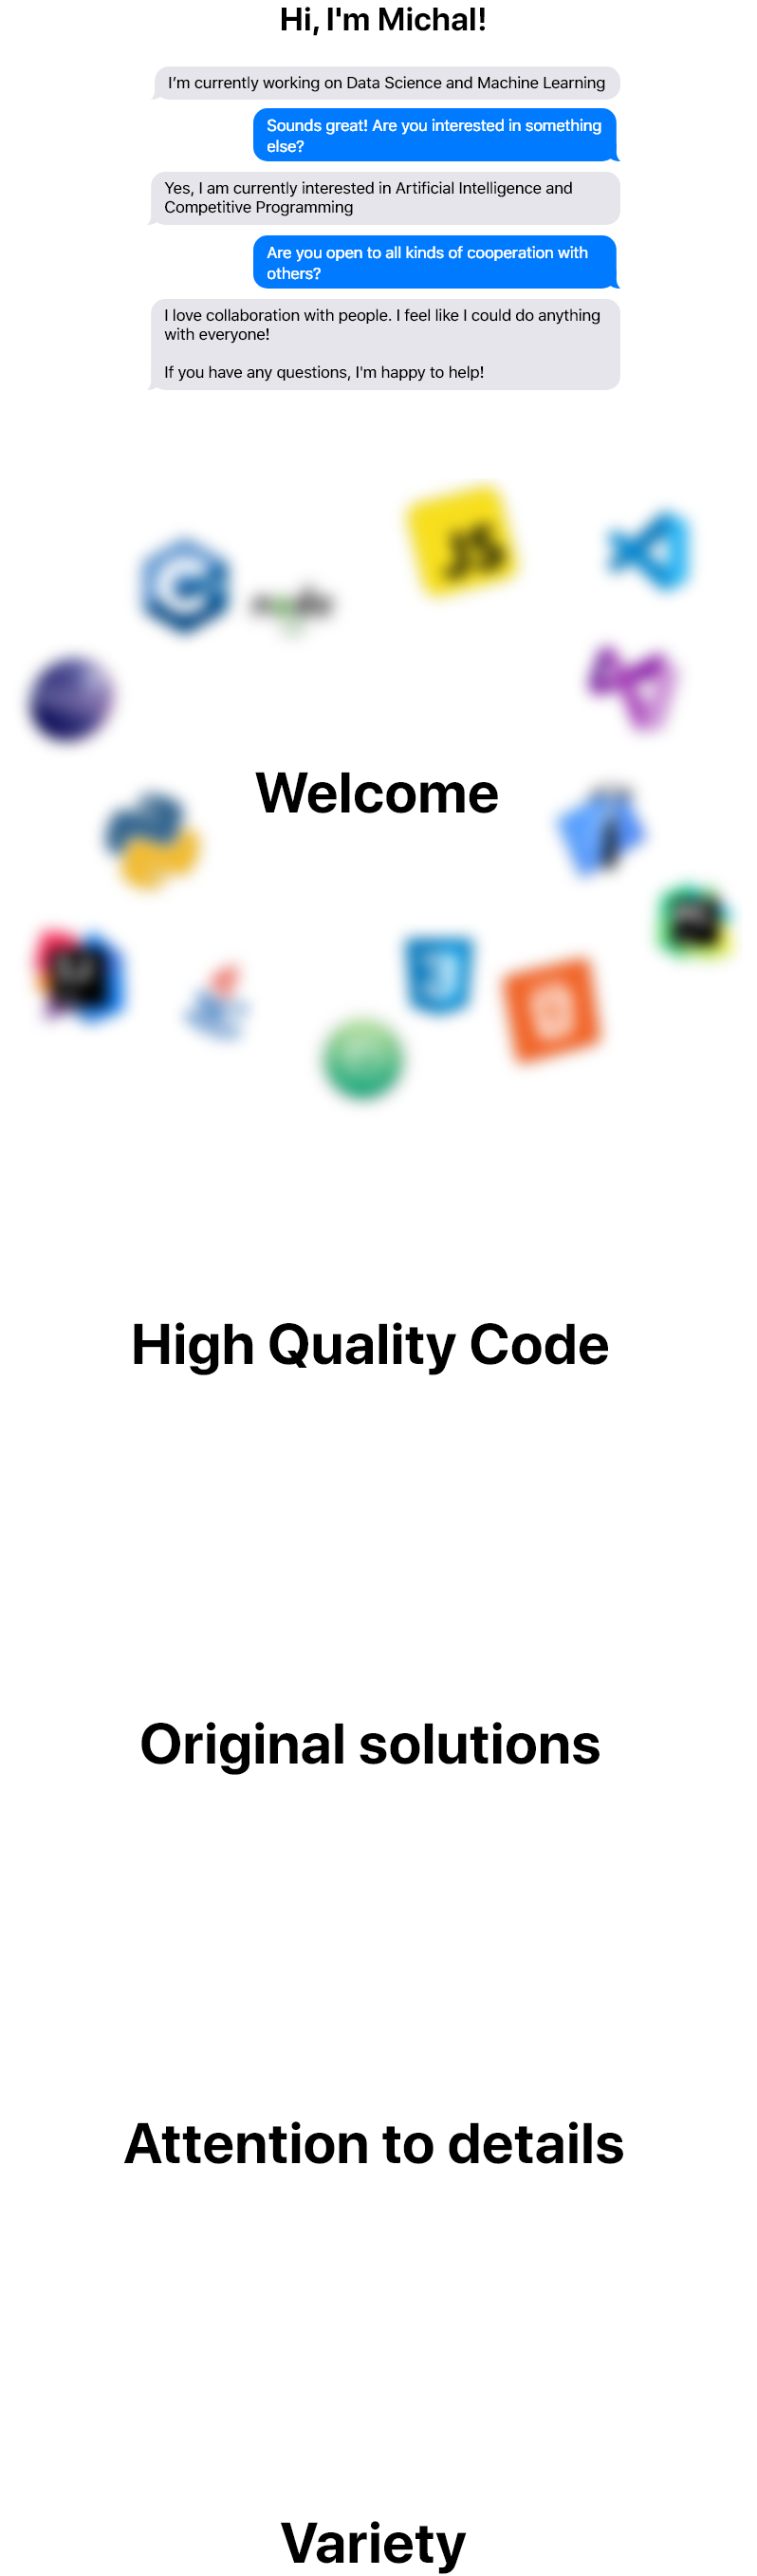 Hi, I'm Michal!
I’m currently working on Data Science and Machine Learning
Sounds great! Are you interested in something
else?
Yes, I am currently interested in Artificial Intelligence and
Competitive Programming
Are you open to all kinds of cooperation with
others?
I love collaboration with people. I feel like I could do anything
with everyone!
If you have any questions, I'm happy to help!
JS
C
node
Welcome
3
High Quality Code
Original solutions
Attention to details
Variety